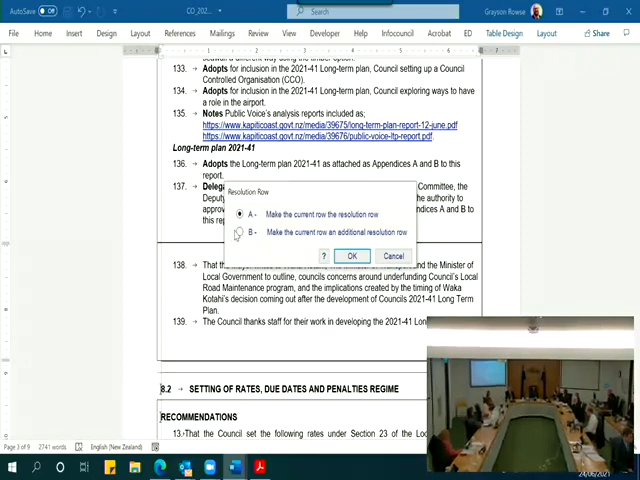 AutoSave Off
CO_202...
Search
Grayson Rowse
File Home Insert Design Layout References Mailings Review View Developer Help Infocouncil Acrobat ED Table Design Layout Share
seawall a different way using the other option.
133. Adopts for inclusion in the 2021-41 Long-term plan, Council setting up a Council
Controlled Organisation (CCO).
134. Adopts for inclusion in the 2021-41 Long-term plan, Council exploring ways to have
a role in the airport.
135. Notes Public Voice's analysis reports included as;
https://www.kapiticoast.govt.nz/media/39675/long-term-plan-report-12-june.pdf
https://www.kapiticoast.govt.nz/media/39676/public-voice-ltp-report.pdf.
Long-term plan 2021-41
136. Adopts the Long-term plan 2021-41 as attached as Appendices A and B to this
report.
137. Deleg
Committee, the
Deputy
the authority to
approv
ndices A and B to
this rep
Resolution Row
A - Make the current row the resolution row
B - Make the current row an additional resolution row
? OK Cancel
138. That
and the Minister of
Local Government to outline, councils concerns around underfunding Council's Local
Road Maintenance program, and the implications created by the timing of Waka
Kotahi's decision coming out after the development of Councils 2021-41 Long Term
Plan.
139. The Council thanks staff for their work in developing the 2021-41 Lon
8.2 SETTING OF RATES, DUE DATES AND PENALTIES REGIME
RECOMMENDATIONS
13. That the Council set the following rates under Section 23 of the Loc
Page 3 of 9 2741 words English (New Zealand)
24/06/2021